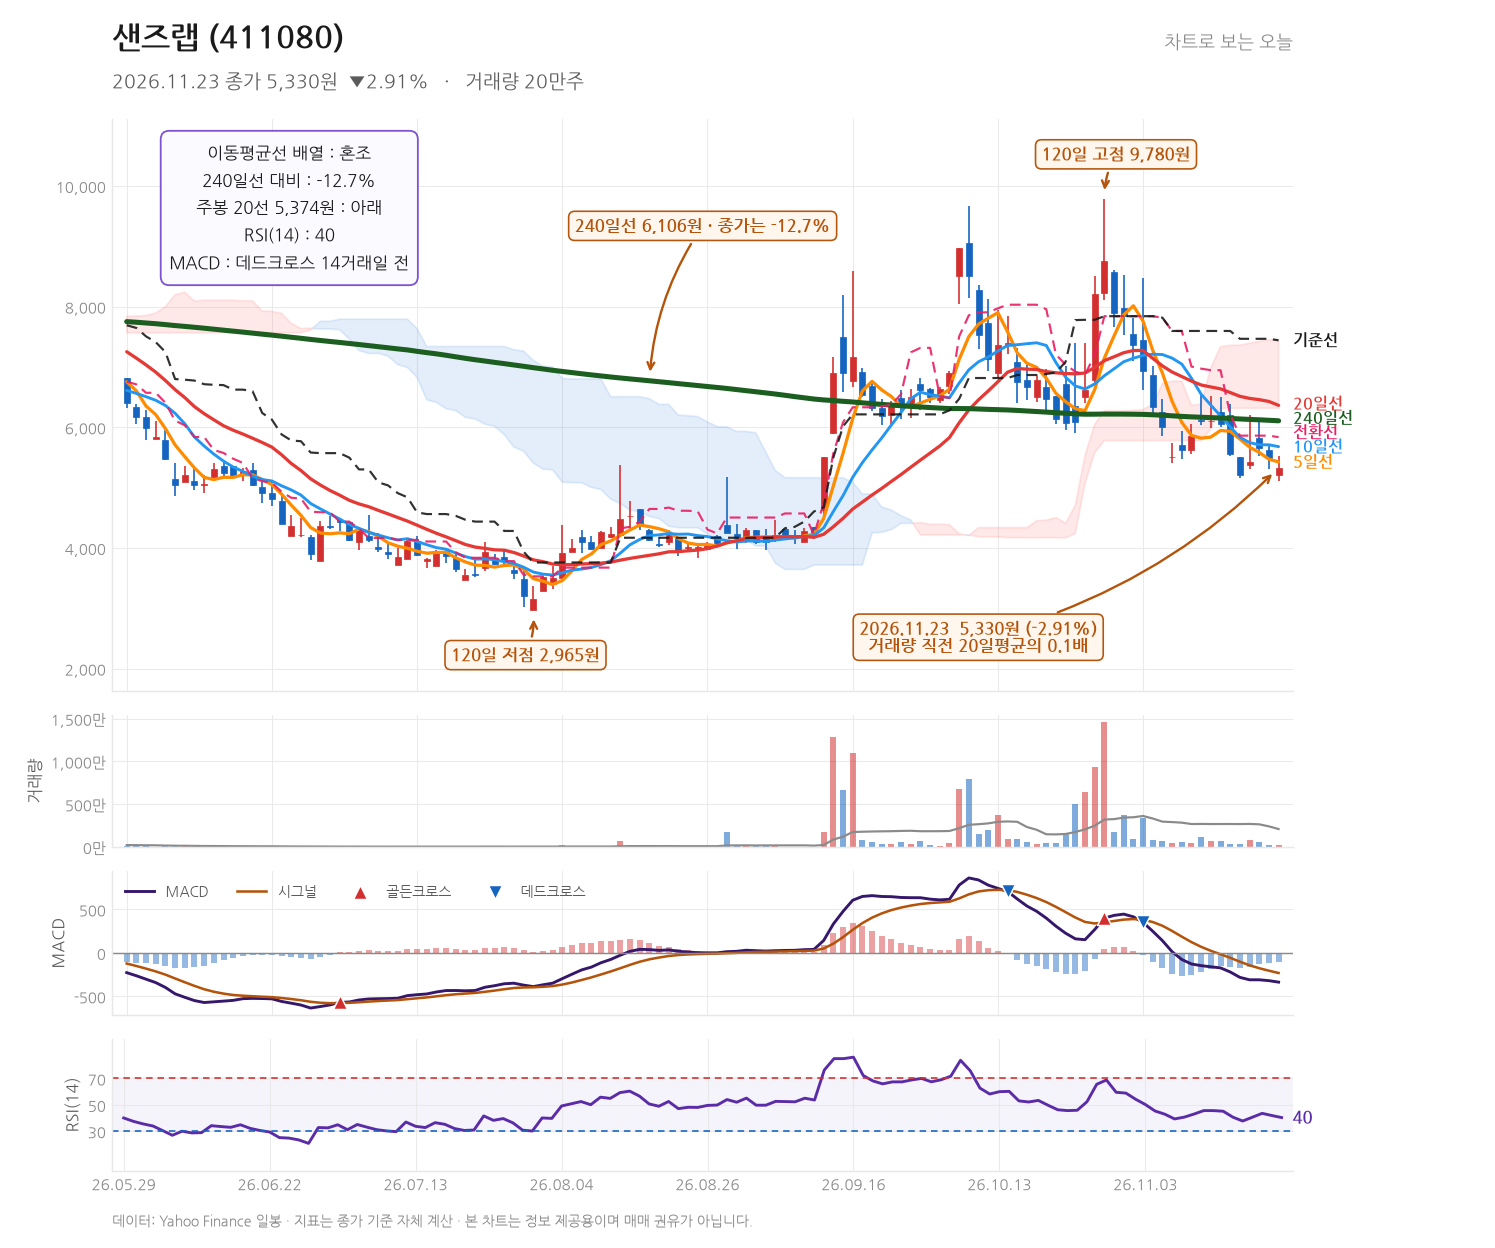 샌즈랩 (411080)
차트로 보는 오늘
2026.11.23 종가 5,330원 ▼2.91% · 거래량 20만주
이동평균선 배열 : 혼조
240일선 대비 : -12.7%
주봉 20선 5,374원 : 아래
RSI(14) : 40
MACD : 데드크로스 14거래일 전
120일 고점 9,780원
240일선 6,106원 · 종가는 -12.7%
10,000
8,000
6,000
4,000
2,000
기준선
20일선
240일선
전환선
10일선
5일선
2026.11.23 5,330원 (-2.91%)
거래량 직전 20일평균의 0.1배
120일 저점 2,965원
거래량
1,500만
1,000만
500만
0만
MACD
MACD
시그널
▲ 골든크로스
▼ 데드크로스
500
0
-500
RSI(14)
70
50
30
40
26.05.29
26.06.22
26.07.13
26.08.04
26.08.26
26.09.16
26.10.13
26.11.03
데이터: Yahoo Finance 일봉 · 지표는 종가 기준 자체 계산 · 본 차트는 정보 제공용이며 매매 권유가 아닙니다.